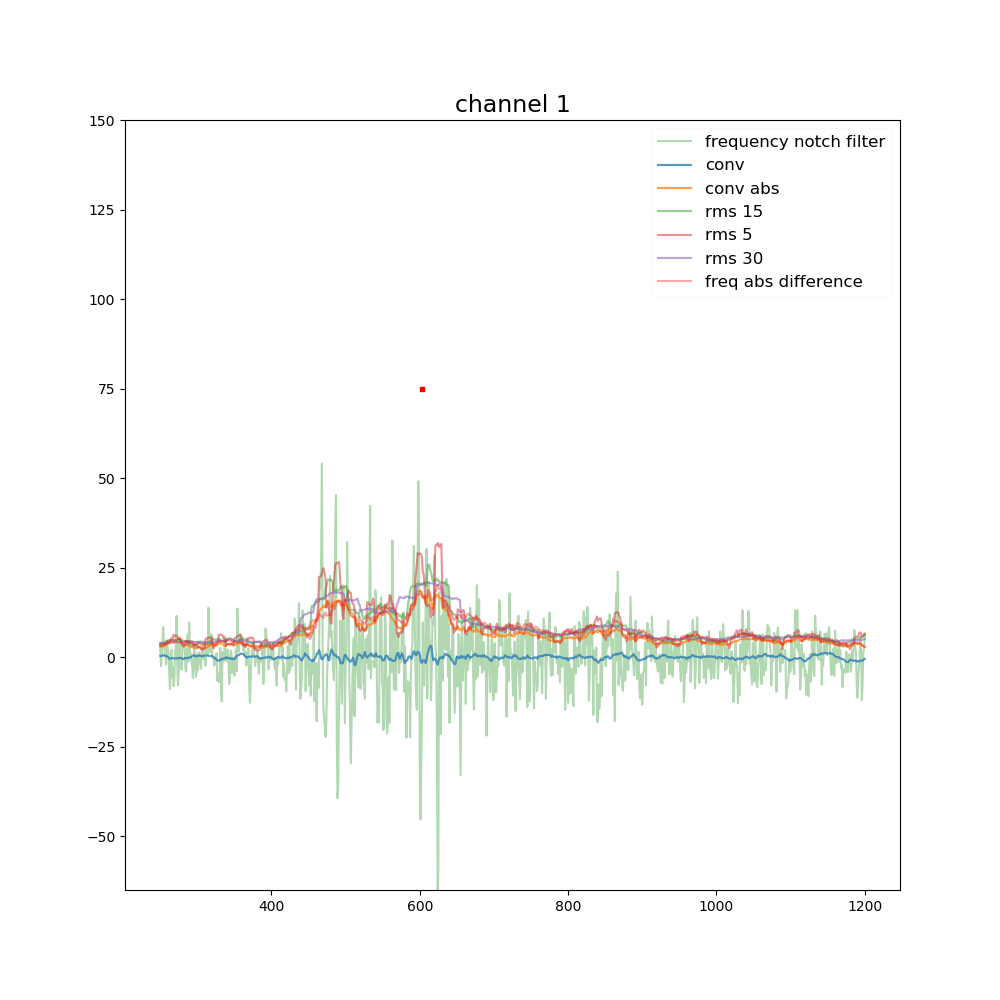 channel 1
150
125
100
75
50
25
0
−25
−50
400
600
800
1000
1200
frequency notch filter
conv
conv abs
rms 15
rms 5
rms 30
freq abs difference